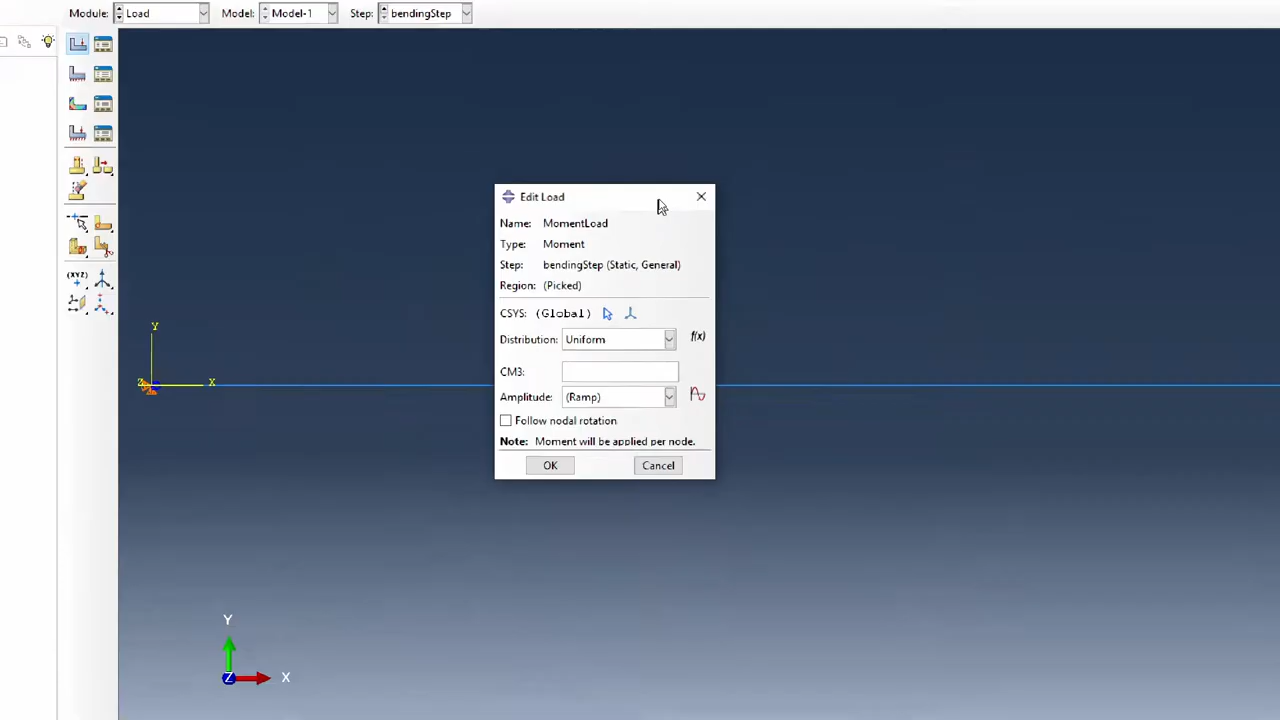 Module: Load Model: Model-1 Step: bendingStep
Edit Load
Name: MomentLoad
Type: Moment
Step: bendingStep (Static, General)
Region: (Picked)
CSYS: (Global)
Distribution: Uniform f(x)
CM3:
Amplitude: (Ramp)
Follow nodal rotation
Note: Moment will be applied per node.
OK Cancel
(XYZ)
Y
Z X
Y
Z X